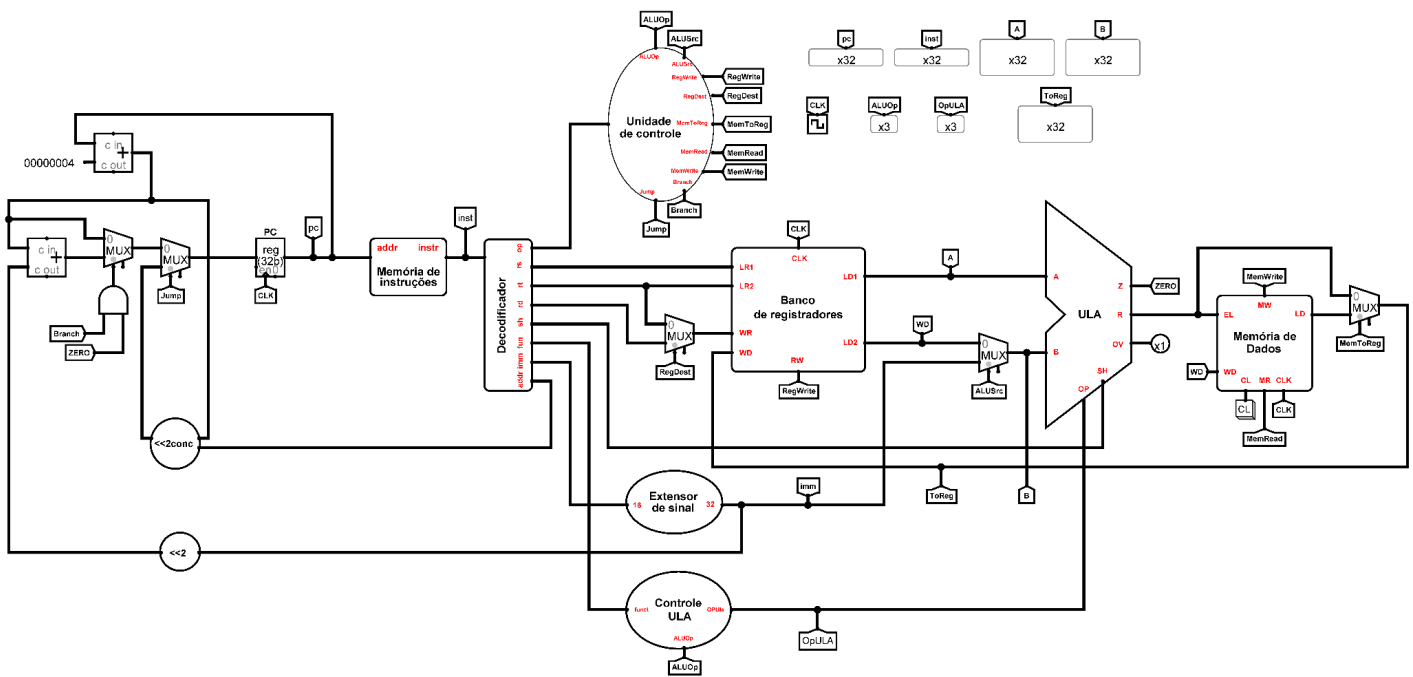 ALUOp
ALUSrc
ALUOp
ALUSrc
RegWrite
RegWrite
RegDest
RegDest
Unidade
de controle
MemToReg
MemToReg
MemRead
MemRead
MemWrite
MemWrite
Branch
Jump
Branch
Jump
pc
x32
inst
x32
A
x32
B
x32
CLK
ALUOp
x3
OpULA
x3
ToReg
x32
c in
+
c out
00000004
c in
+
c out
0
MUX
0
MUX
Jump
Branch
ZERO
PC
reg
(32b)
en0
CLK
pc
addr
instr
Memória de
instruções
inst
Decodificador
op
rs
rt
rd
sh
fun
imm
addr
0
MUX
RegDest
CLK
CLK
LR1
LD1
LR2
Banco
de registradores
WR
WD
LD2
RW
RegWrite
A
WD
0
MUX
ALUSrc
A
Z
ULA
R
B
OV
SH
OP
ZERO
x1
MemWrite
MW
EL
LD
Memória de
Dados
WD
WD
CL
MR
CLK
CL
CLK
MemRead
0
MUX
MemToReg
<<2conc
ToReg
B
16
Extensor
de sinal
32
imm
<<2
funct
Controle
ULA
OPUla
ALUOp
ALUOp
OpULA